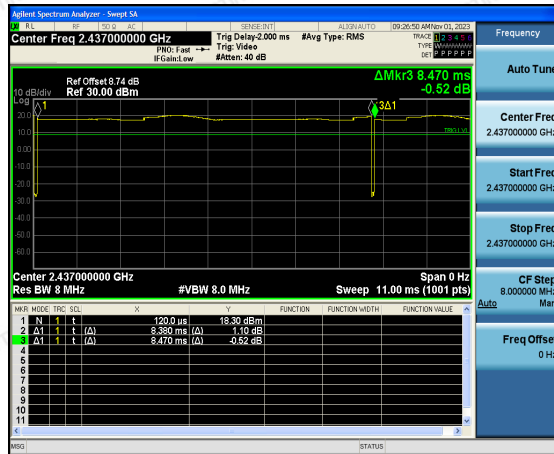 Agilent Spectrum Analyzer - Swept SA
RL RF 50 Ω AC SENSE:INT ALIGN AUTO 09:26:50 AM Nov 01, 2023
Center Freq 2.437000000 GHz
Trig Delay-2.000 ms #Avg Type: RMS
TRACE 1 2 3 4 5 6
PNO: Fast Trig: Video
TYPE
IFGain:Low #Atten: 40 dB
DET P P P P P P
Ref Offset 8.74 dB
ΔMkr3 8.470 ms
10 dB/div Ref 30.00 dBm
-0.52 dB
Log
1
3Δ1
20.0
TRIG LVL
10.0
0.00
-10.0
-20.0
-30.0
-40.0
-50.0
-60.0
Center 2.437000000 GHz Span 0 Hz
Res BW 8 MHz #VBW 8.0 MHz Sweep 11.00 ms (1001 pts)
MKR MODE TRC SCL X Y FUNCTION FUNCTION WIDTH FUNCTION VALUE
1 N 1 t 120.0 µs 18.30 dBm
2 Δ1 1 t (Δ) 8.380 ms (Δ) 1.10 dB
3 Δ1 1 t (Δ) 8.470 ms (Δ) -0.52 dB
4
5
6
7
8
9
10
11
MSG STATUS
Frequency
Auto Tune
Center Freq
2.437000000 GHz
Start Freq
2.437000000 GHz
Stop Freq
2.437000000 GHz
CF Step
8.000000 MHz
Auto Man
Freq Offset
0 Hz